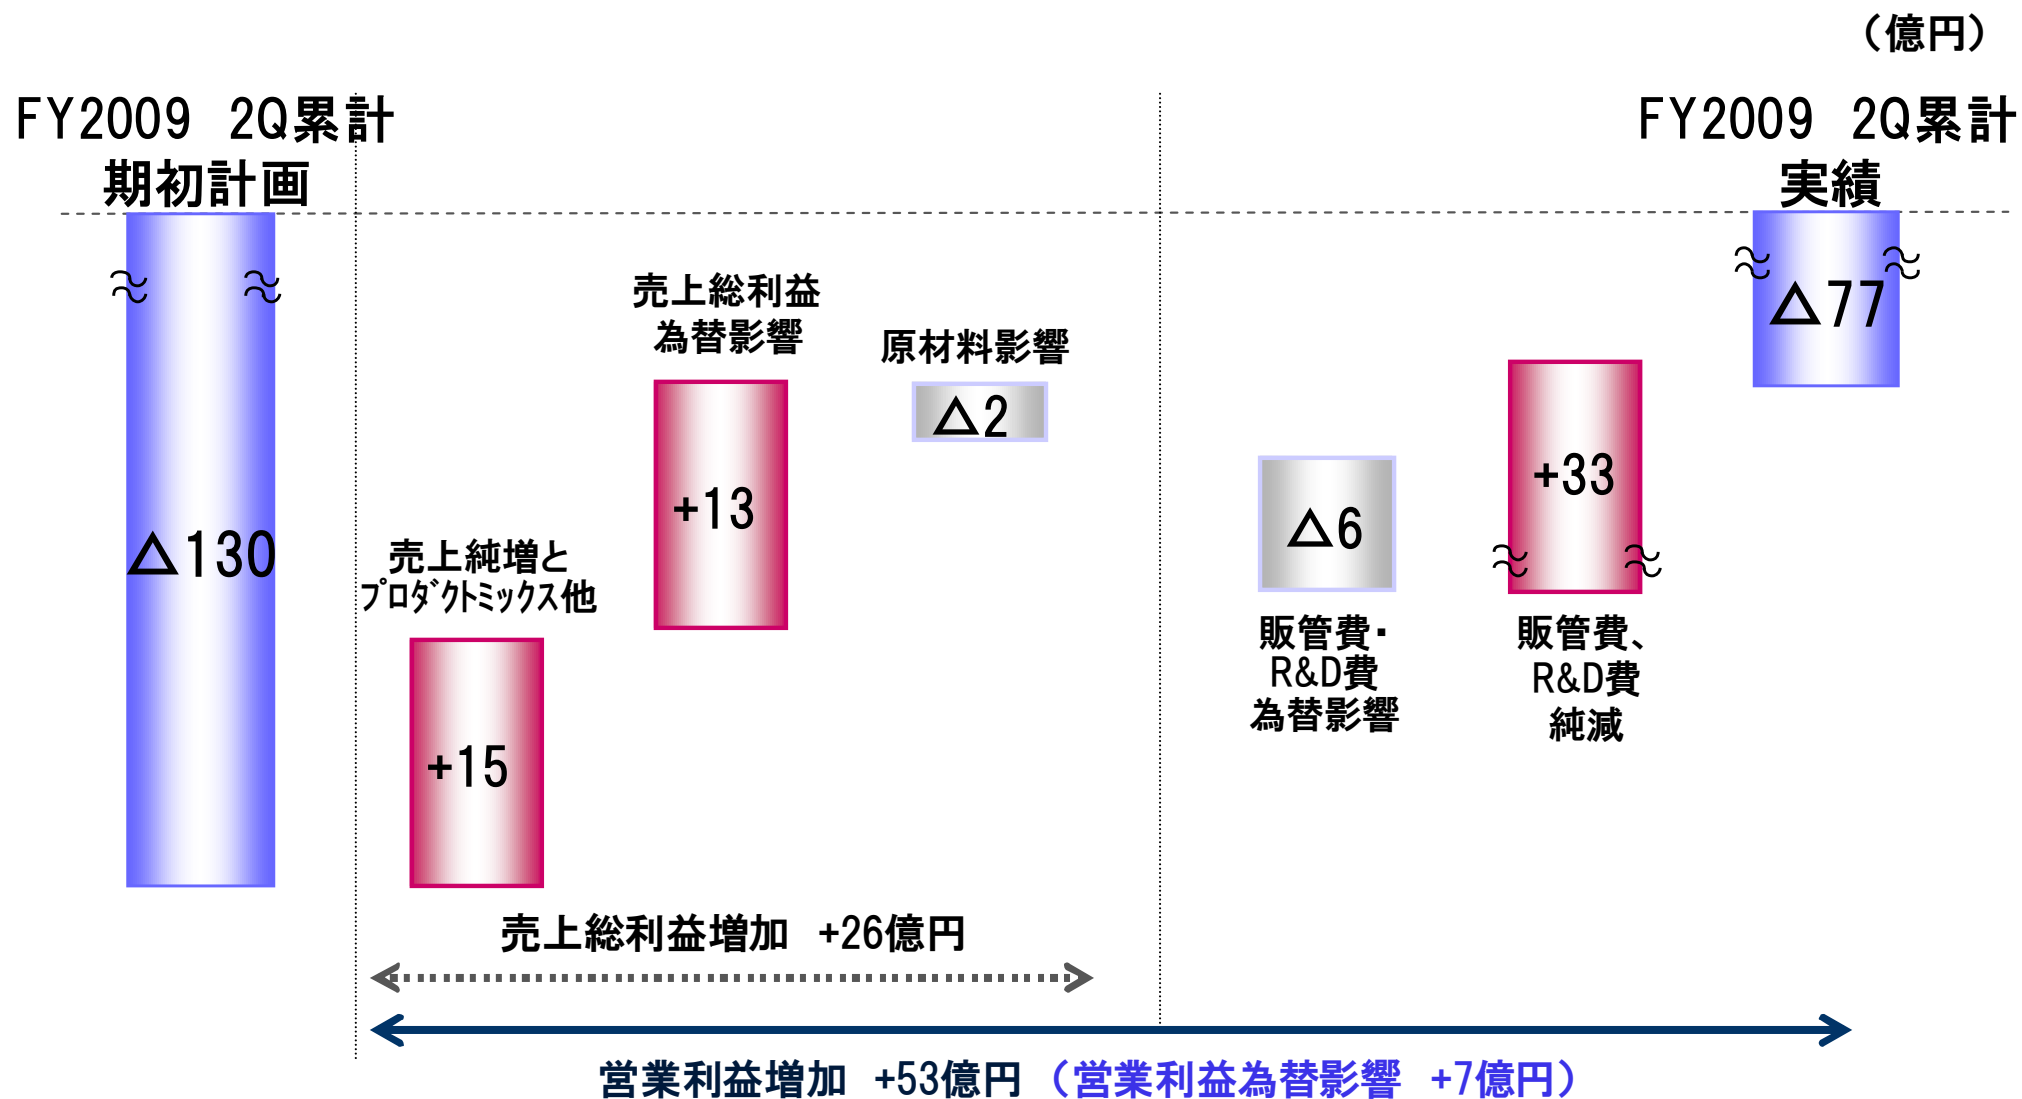 （億円）
FY2009　2Q累計
期初計画
FY2009　2Q累計
実績
△130
売上純増と
ﾌﾟﾛﾀﾞｸﾄﾐｯｸｽ他
+15
売上総利益
為替影響
+13
原材料影響
△2
△6
販管費・
R&D費
為替影響
+33
販管費、
R&D費
純減
△77
売上総利益増加　+26億円
営業利益増加　+53億円（営業利益為替影響　+7億円）